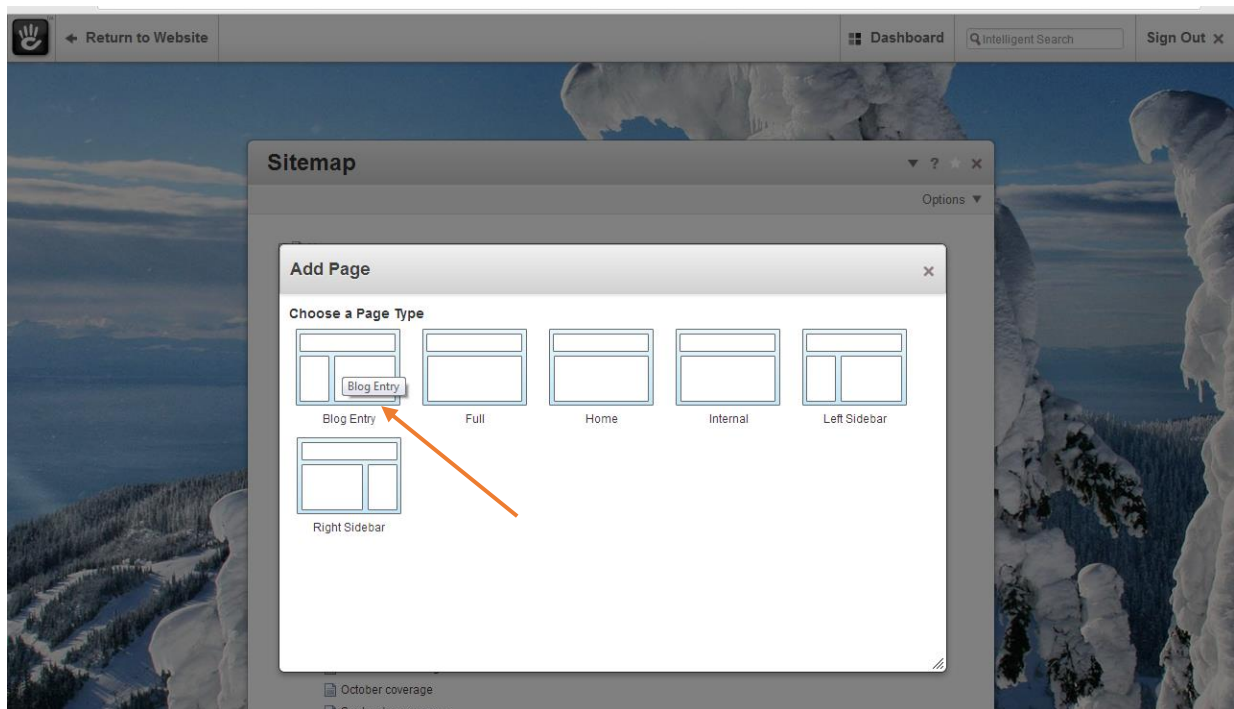 Return to Website
Dashboard
Intelligent Search
Sign Out
Sitemap
?
Options
Add Page
Choose a Page Type
Blog Entry
Blog Entry
Full
Home
Internal
Left Sidebar
Right Sidebar
October coverage